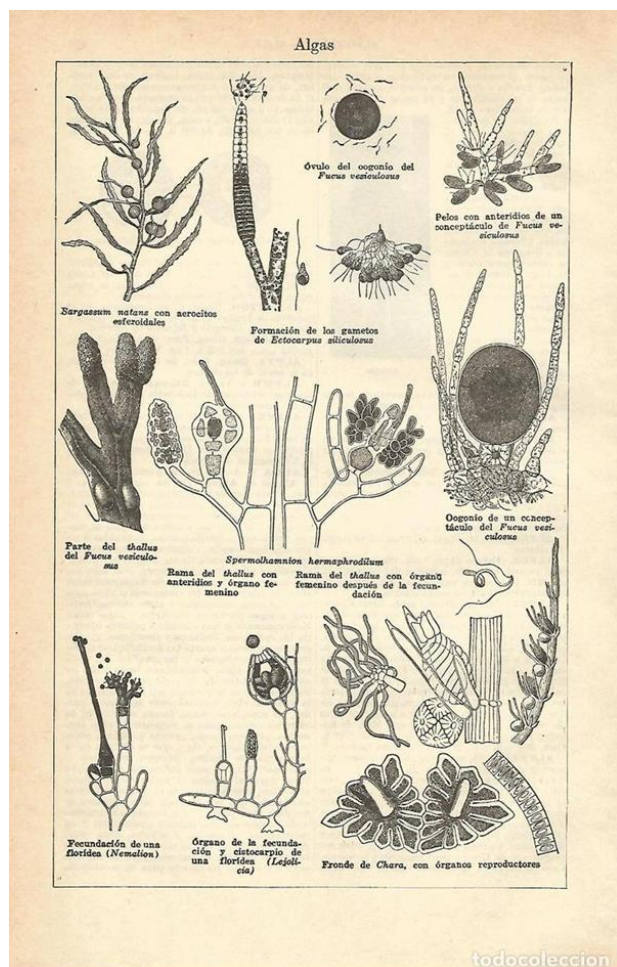 Algas
Óvulo del oogonio del
Fucus vesiculosus
Pelos con anteridios de un
conceptáculo de Fucus ve-
siculosus
Sargassum natans con aerocitos
esferoidales
Formación de los gametos
de Ectocarpus siliculosus
Oogonio de un concep-
táculo del Fucus vesi-
culosus
Parte del thallus
del Fucus vesiculo-
sus
Spermolhamnion hermaphrodilum
Rama del thallus con
anteridios y órgano fe-
menino
Rama del thallus con órgano
femenino después de la fecun-
dación
Fecundación de una
florídea (Nemalion)
Órgano de la fecunda-
ción y cistocarpio de
una florídea (Lejoli-
cia)
Fronde de Chara, con órganos reproductores
todocoleccion